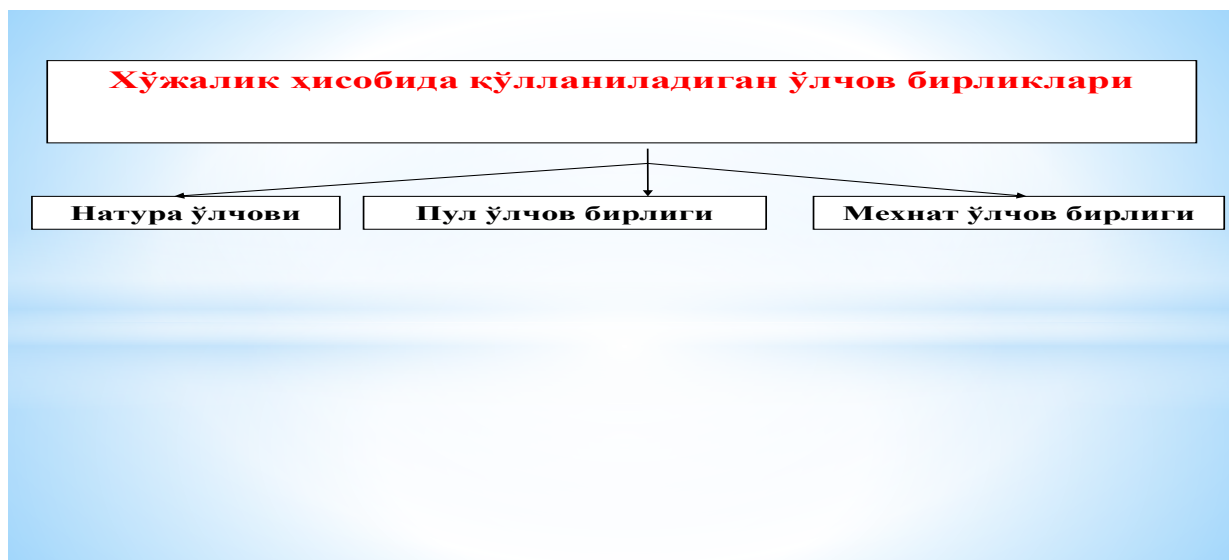 Хўжалик ҳисобида қўлланиладиган ўлчов бирликлари
Натура ўлчови
Пул ўлчов бирлиги
Мехнат ўлчов бирлиги